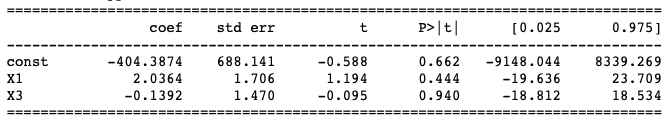 ==============================================================================
                 coef    std err          t      P>|t|      [0.025      0.975]
------------------------------------------------------------------------------
const       -404.3874    688.141     -0.588      0.662   -9148.044    8339.269
X1             2.0364      1.706      1.194      0.444     -19.636      23.709
X3            -0.1392      1.470     -0.095      0.940     -18.812      18.534
==============================================================================